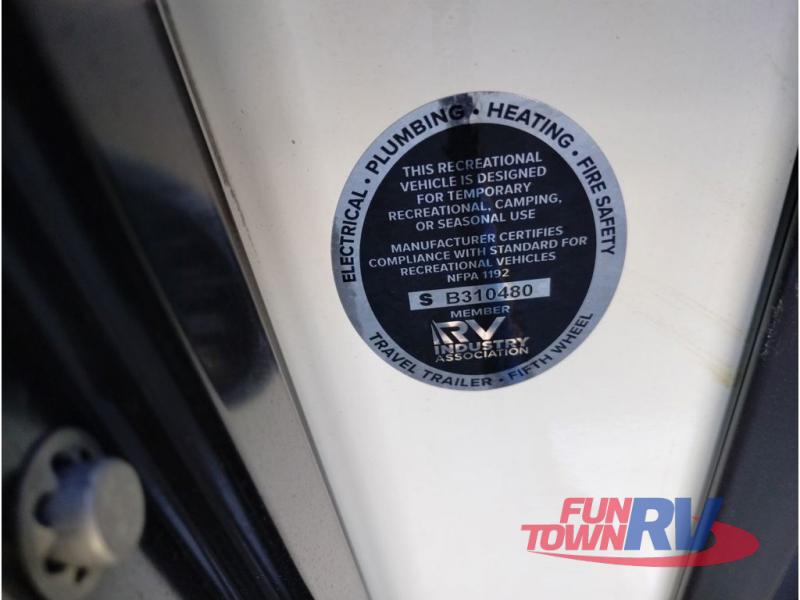 ELECTRICAL • PLUMBING • HEATING • FIRE SAFETY
THIS RECREATIONAL
VEHICLE IS DESIGNED
FOR TEMPORARY
RECREATIONAL, CAMPING,
OR SEASONAL USE
MANUFACTURER CERTIFIES
COMPLIANCE WITH STANDARD FOR
RECREATIONAL VEHICLES
NFPA 1192
S B310480
MEMBER
RV
INDUSTRY
ASSOCIATION
TRAVEL TRAILER • FIFTH WHEEL
FUN
TOWN RV